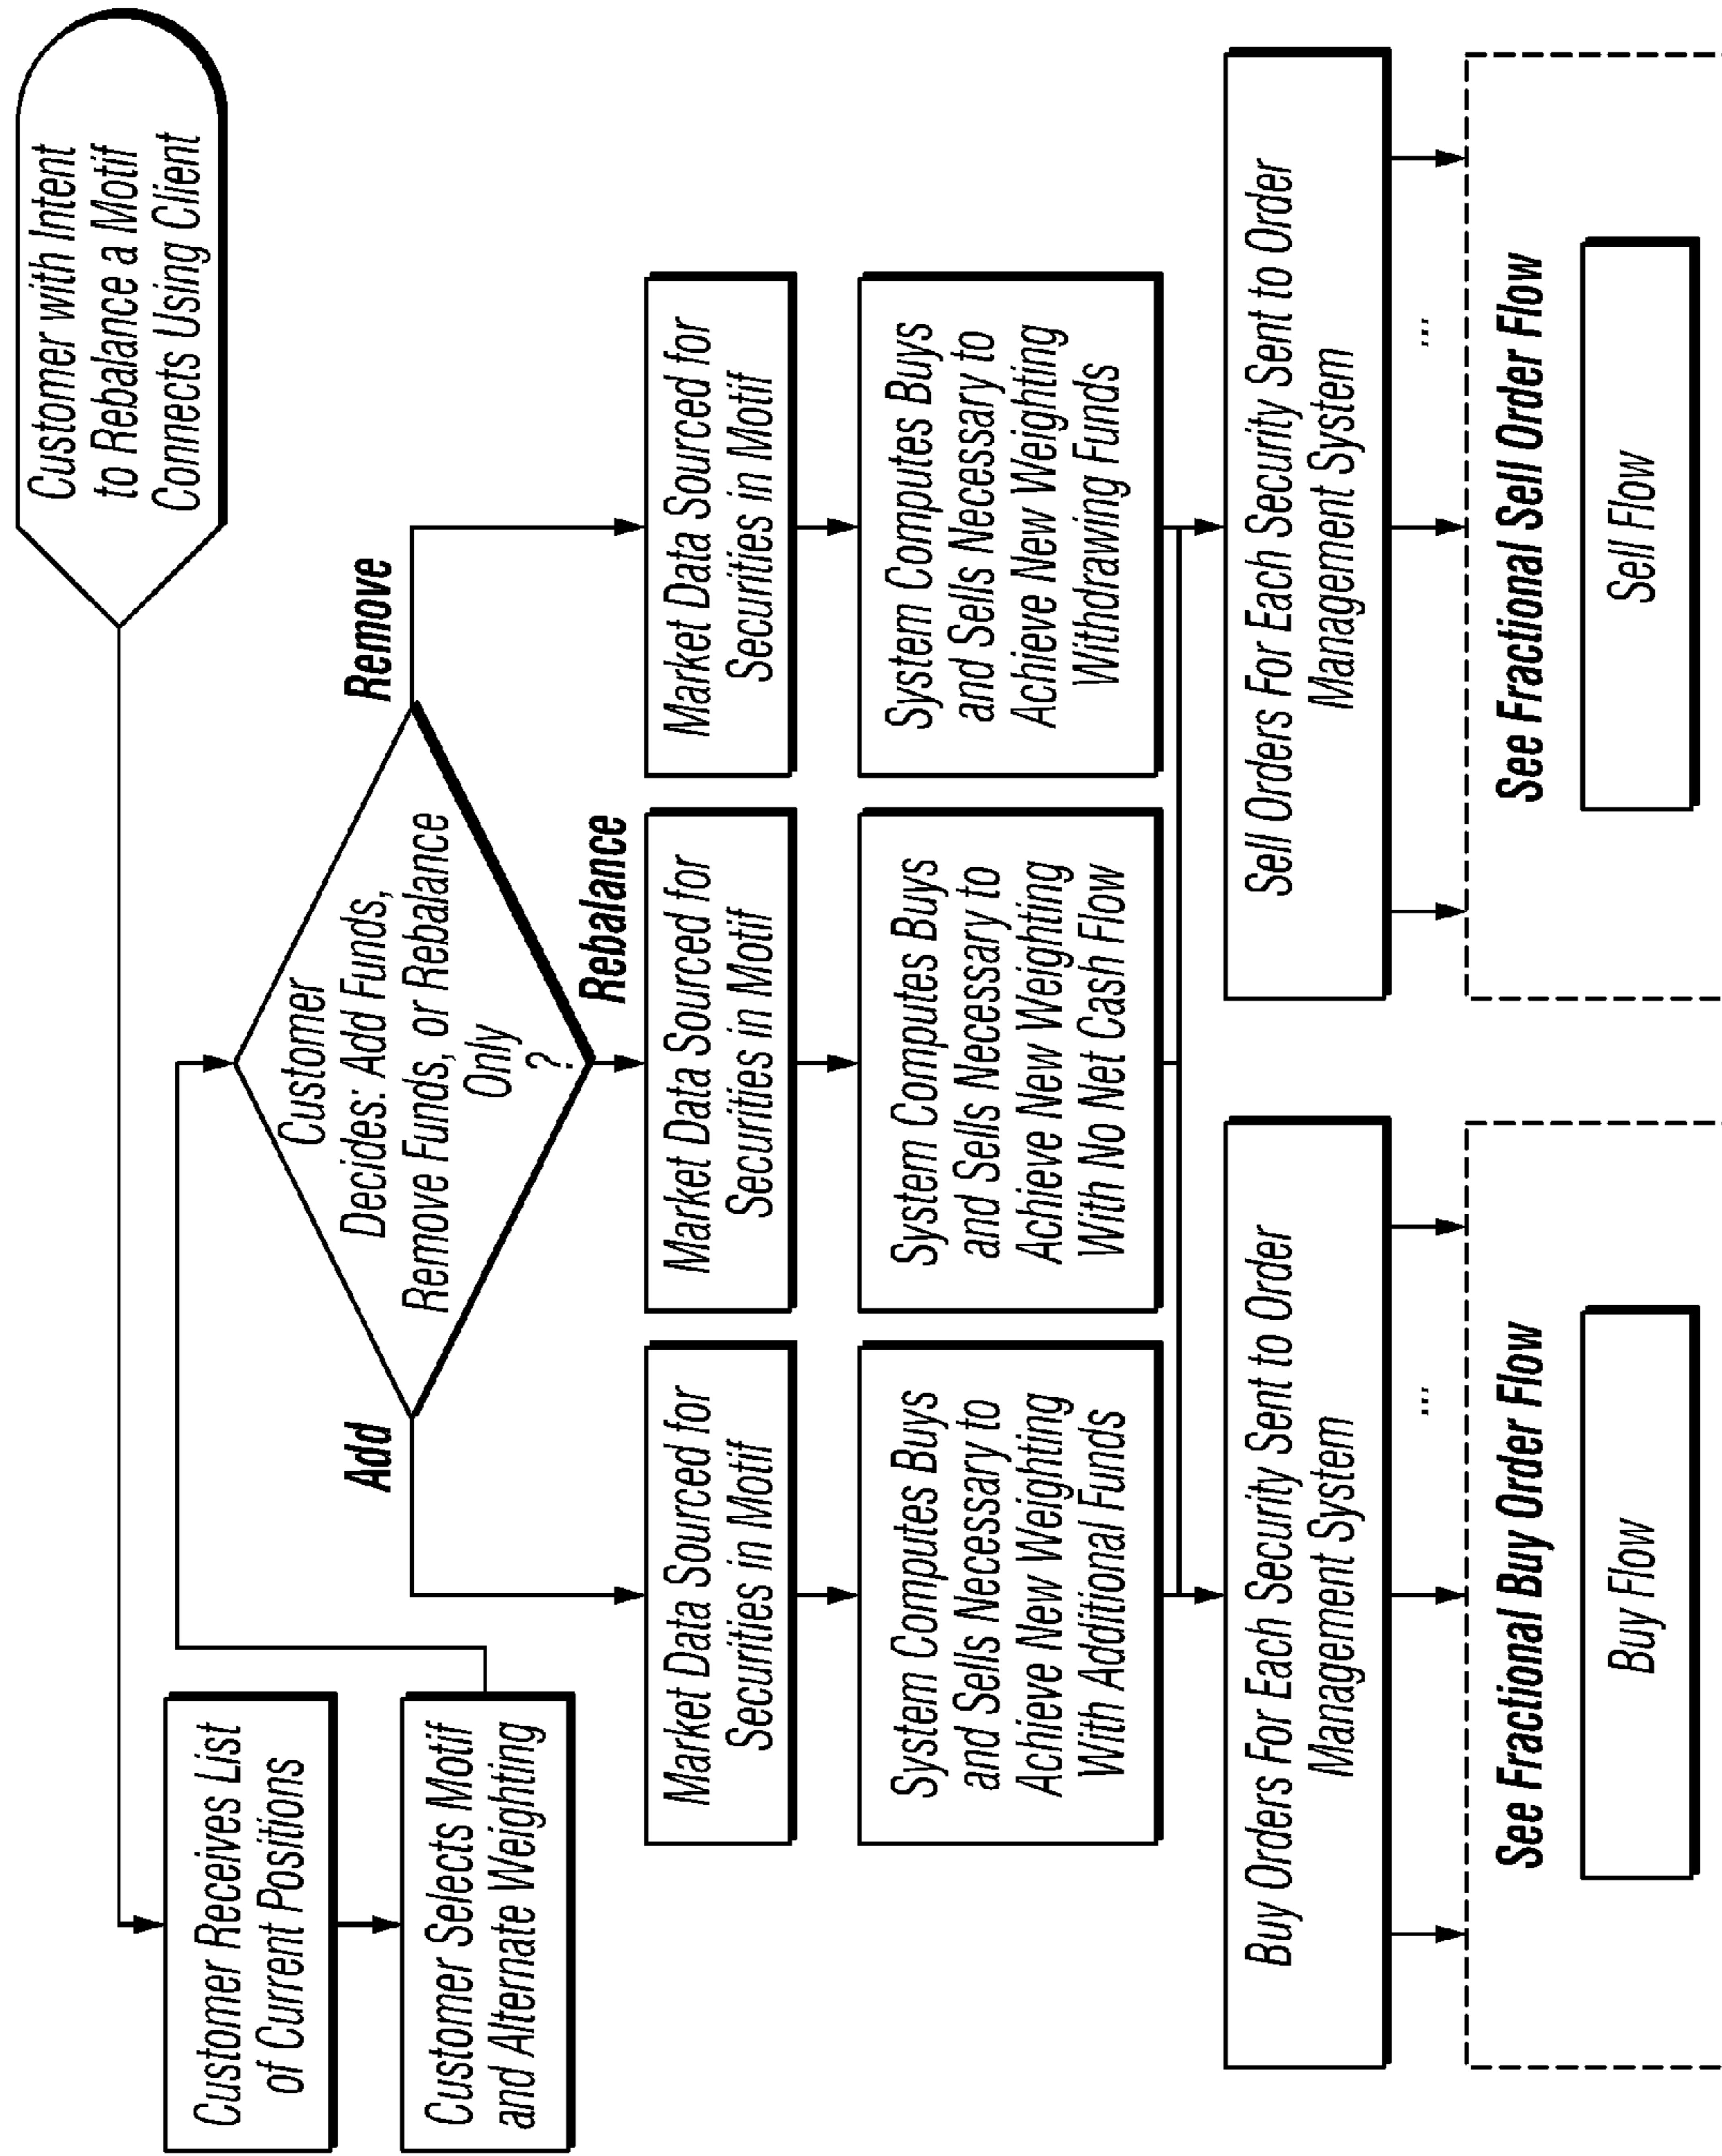 Customer with Intent
to Rebalance a Motif
Connects Using Client
Customer Receives List
of Current Positions
Customer Selects Motif
and Alternate Weighting
Customer
Decides: Add Funds,
Remove Funds, or Rebalance
Only
?
Add
Rebalance
Remove
Market Data Sourced for
Securities in Motif
Market Data Sourced for
Securities in Motif
Market Data Sourced for
Securities in Motif
System Computes Buys
and Sells Necessary to
Achieve New Weighting
With Additional Funds
System Computes Buys
and Sells Necessary to
Achieve New Weighting
With No Net Cash Flow
System Computes Buys
and Sells Necessary to
Achieve New Weighting
Withdrawing Funds
Buy Orders For Each Security Sent to Order
Management System
Sell Orders For Each Security Sent to Order
Management System
...
...
See Fractional Buy Order Flow
Buy Flow
See Fractional Sell Order Flow
Sell Flow